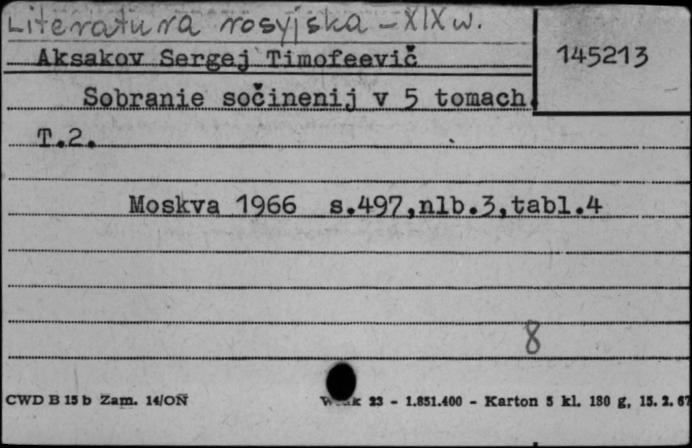 Literatura rosyjska - XIX w.
Aksakov Sergej Timofeevič
145213
Sobranie sočinenij v 5 tomach.
T.2.
Moskva 1966 s.497,nlb.3,tabl.4
8
CWD B 15 b Zam. 14/ON
23 - 1.851.400 - Karton 5 kl. 180 g, 15. 2. 67